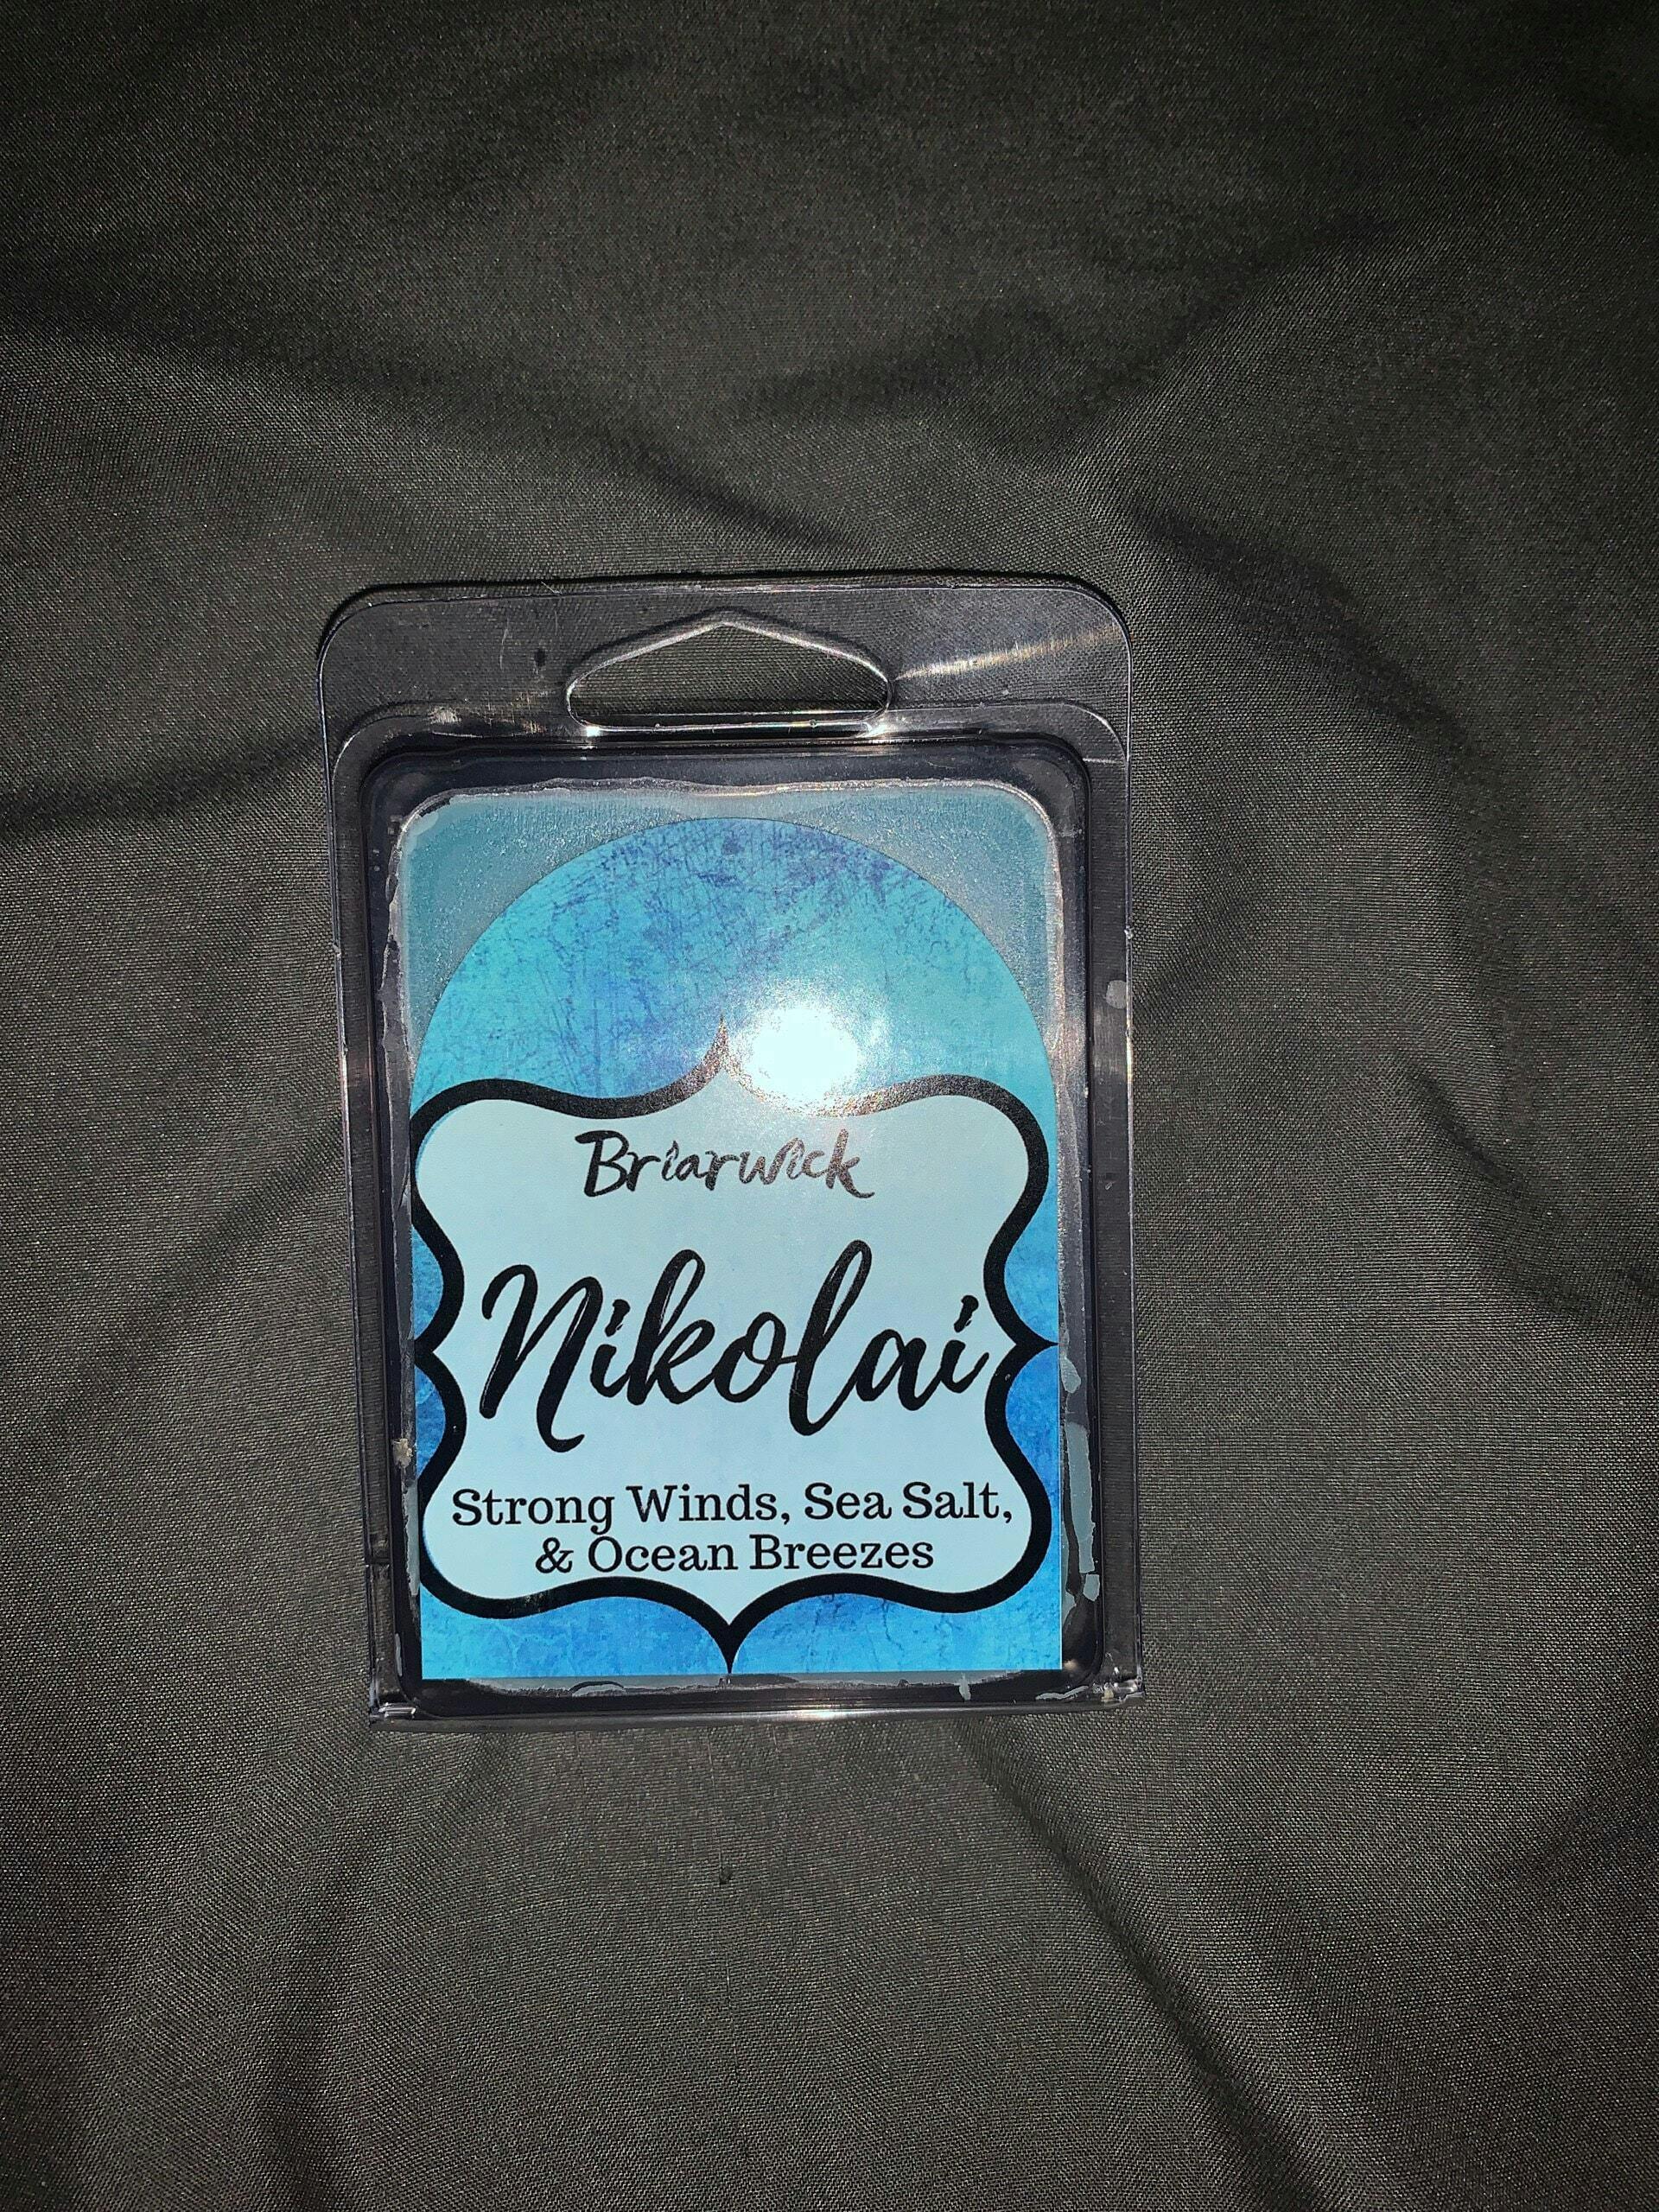 Briarwick
Nikolai
Strong Winds, Sea Salt,
& Ocean Breezes